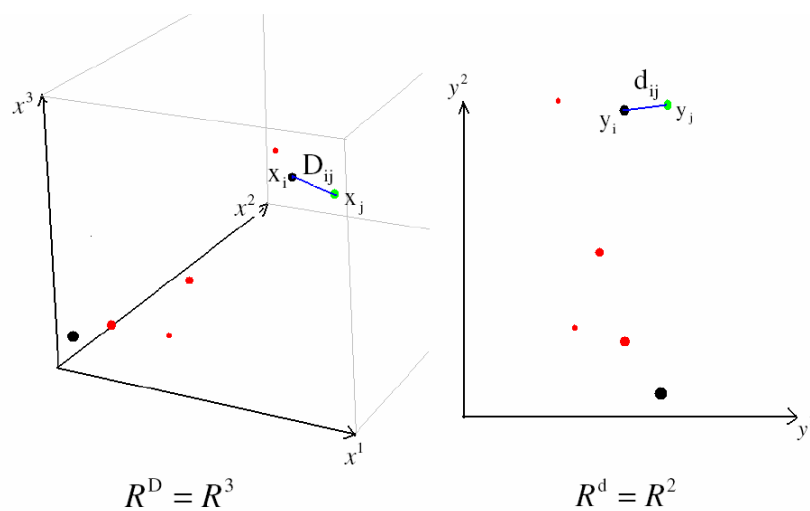 x³
x²
x¹
xᵢ
Dᵢⱼ
xⱼ
Rᴰ = R³
y²
yᵢ
dᵢⱼ
yⱼ
y
Rᵈ = R²